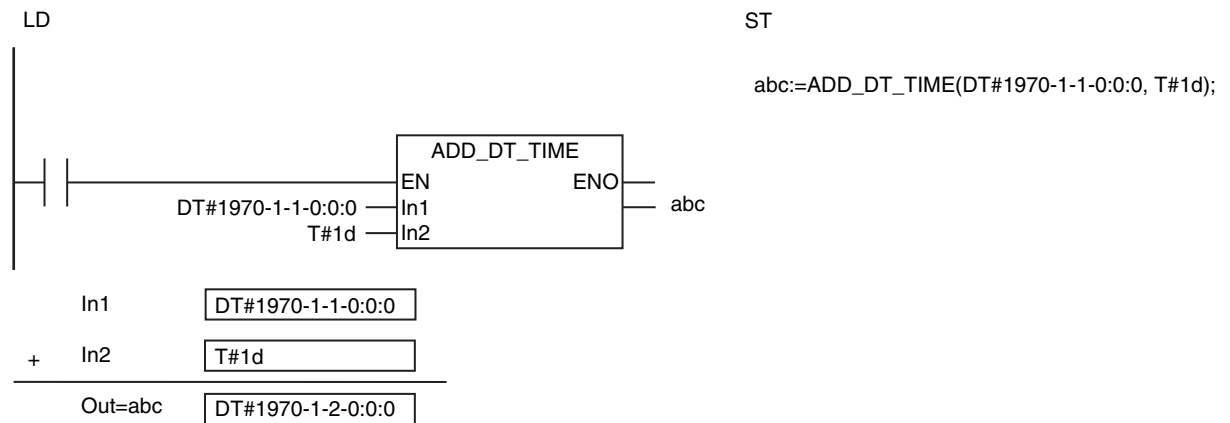 LD
ST
abc:=ADD_DT_TIME(DT#1970-1-1-0:0:0, T#1d);
ADD_DT_TIME
EN ENO
DT#1970-1-1-0:0:0 In1 abc
T#1d In2
In1 DT#1970-1-1-0:0:0
+ In2 T#1d
Out=abc DT#1970-1-2-0:0:0